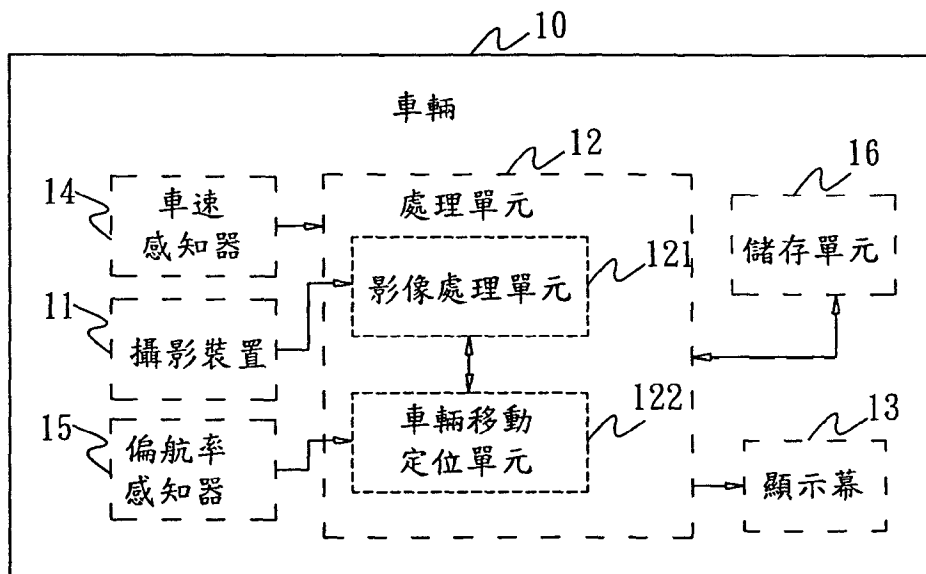 10
車輛
14
車速
感知器
11
攝影裝置
15
偏航率
感知器
12
處理單元
影像處理單元
121
車輛移動
定位單元
122
16
儲存單元
13
顯示幕